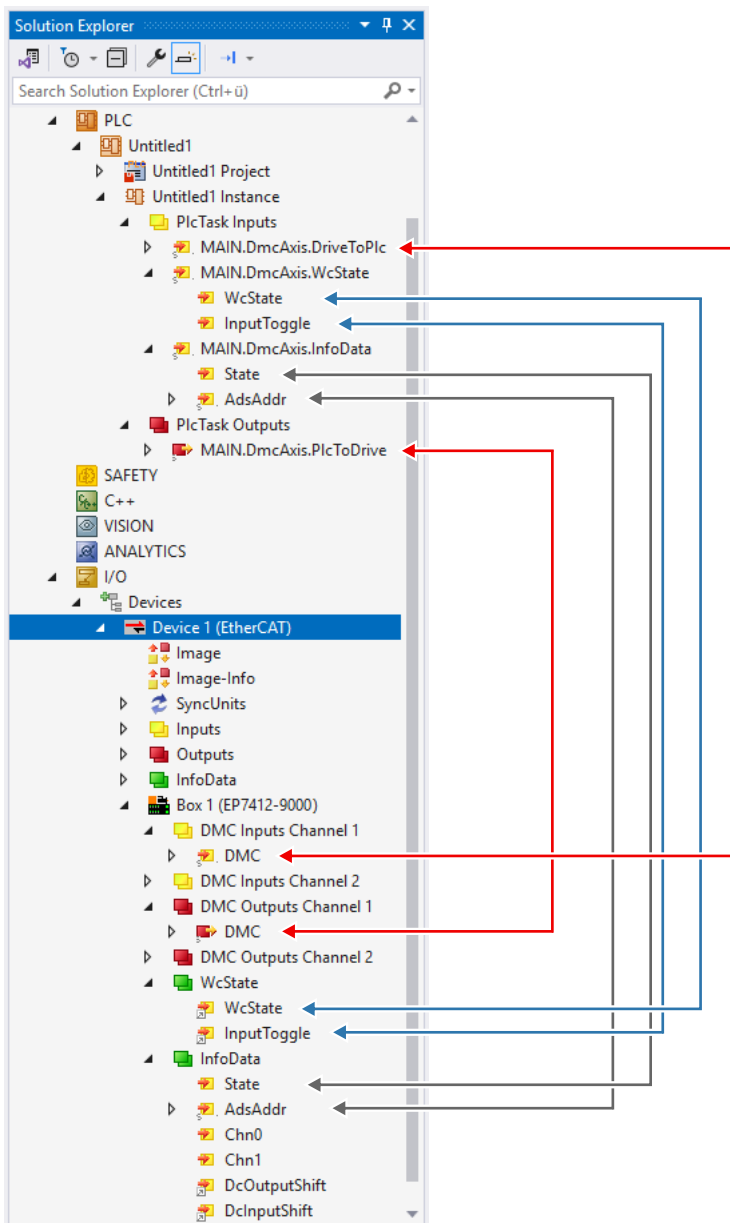 Solution Explorer
Search Solution Explorer (Ctrl+ü)
PLC
Untitled1
Untitled1 Project
Untitled1 Instance
PlcTask Inputs
MAIN.DmcAxis.DriveToPlc
MAIN.DmcAxis.WcState
WcState
InputToggle
MAIN.DmcAxis.InfoData
State
AdsAddr
PlcTask Outputs
MAIN.DmcAxis.PlcToDrive
SAFETY
C++
VISION
ANALYTICS
I/O
Devices
Device 1 (EtherCAT)
Image
Image-Info
SyncUnits
Inputs
Outputs
InfoData
Box 1 (EP7412-9000)
DMC Inputs Channel 1
DMC
DMC Inputs Channel 2
DMC Outputs Channel 1
DMC
DMC Outputs Channel 2
WcState
WcState
InputToggle
InfoData
State
AdsAddr
Chn0
Chn1
DcOutputShift
DcInputShift